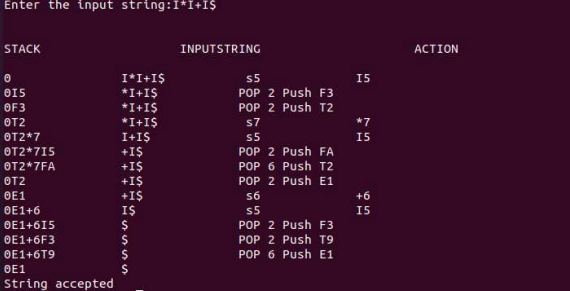 Enter the input string:I*I+I$
STACK INPUTSTRING ACTION
0 I*I+I$ s5 I5
0I5 *I+I$ POP 2 Push F3
0F3 *I+I$ POP 2 Push T2
0T2 *I+I$ s7 *7
0T2*7 I+I$ s5 I5
0T2*7I5 +I$ POP 2 Push FA
0T2*7FA +I$ POP 6 Push T2
0T2 +I$ POP 2 Push E1
0E1 +I$ s6 +6
0E1+6 I$ s5 I5
0E1+6I5 $ POP 2 Push F3
0E1+6F3 $ POP 2 Push T9
0E1+6T9 $ POP 6 Push E1
0E1 $
String accepted